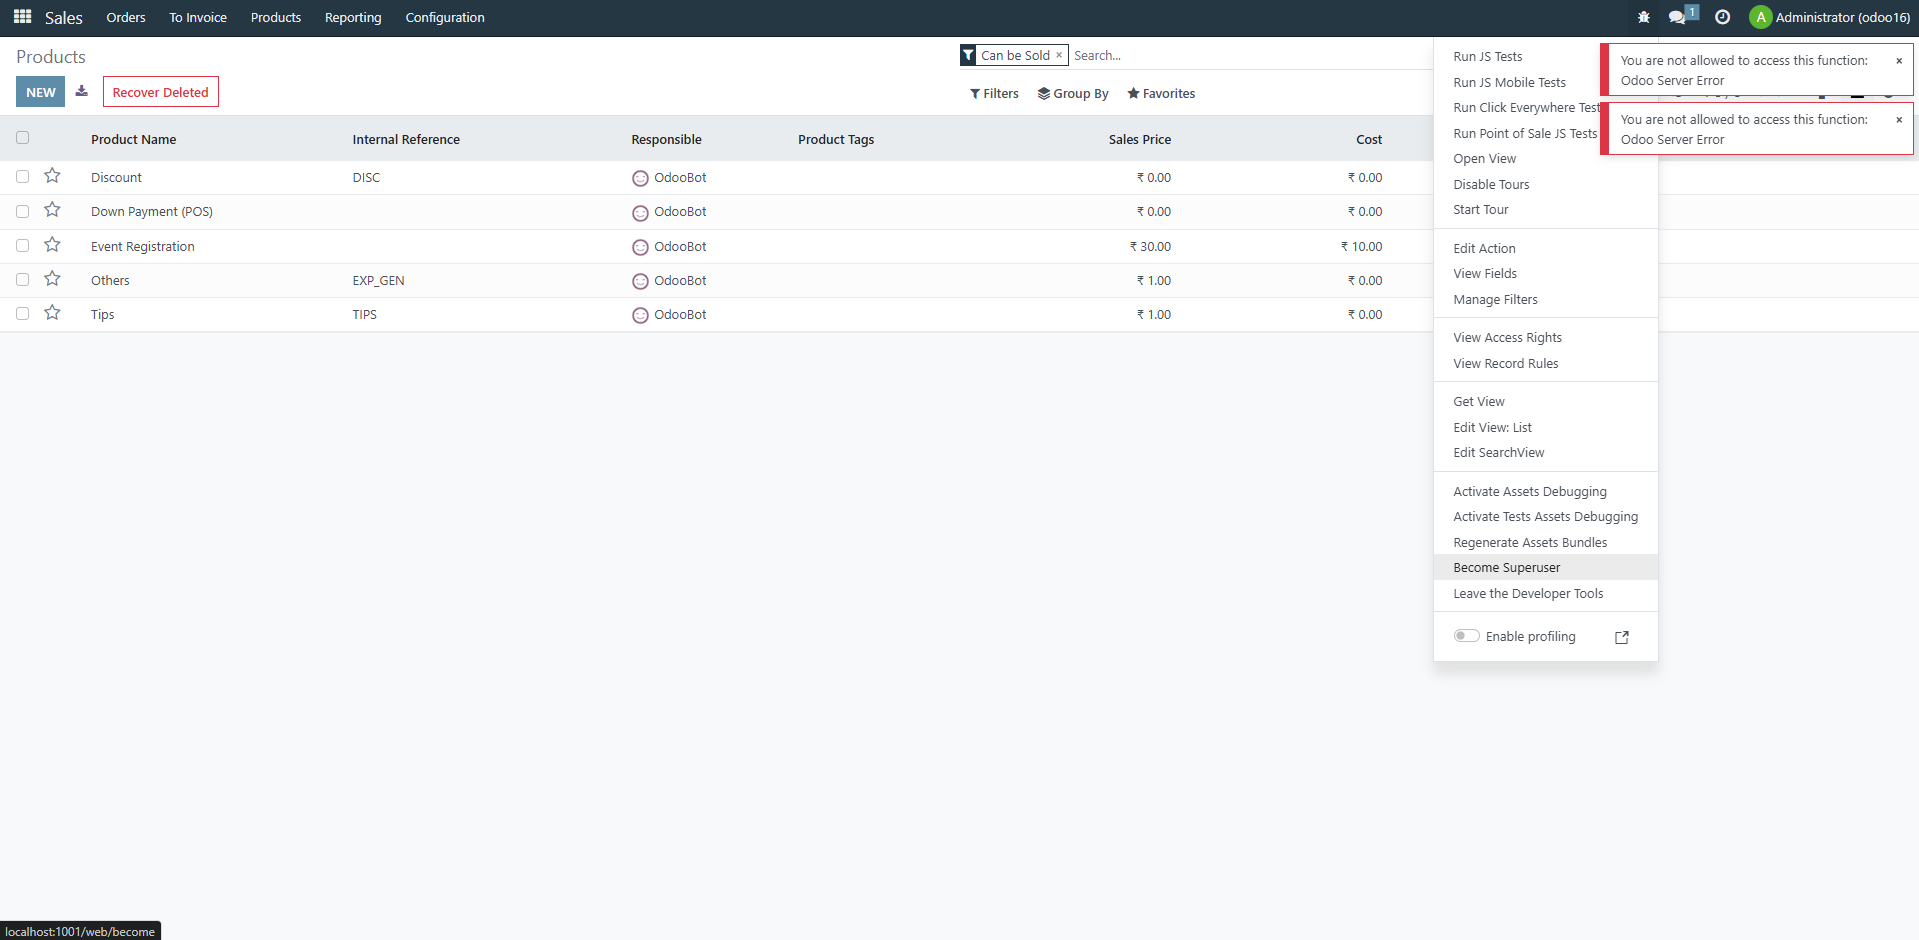 Sales Orders To Invoice Products Reporting Configuration 1 A Administrator (odoo16)
Products
Can be Sold × Search...
NEW Recover Deleted
Filters Group By Favorites
Product Name Internal Reference Responsible Product Tags Sales Price Cost
Discount DISC OdooBot ₹ 0.00 ₹ 0.00
Down Payment (POS) OdooBot ₹ 0.00 ₹ 0.00
Event Registration OdooBot ₹ 30.00 ₹ 10.00
Others EXP_GEN OdooBot ₹ 1.00 ₹ 0.00
Tips TIPS OdooBot ₹ 1.00 ₹ 0.00
Run JS Tests
Run JS Mobile Tests
Run Click Everywhere Test
Run Point of Sale JS Tests
Open View
Disable Tours
Start Tour
Edit Action
View Fields
Manage Filters
View Access Rights
View Record Rules
Get View
Edit View: List
Edit SearchView
Activate Assets Debugging
Activate Tests Assets Debugging
Regenerate Assets Bundles
Become Superuser
Leave the Developer Tools
Enable profiling
You are not allowed to access this function: ×
Odoo Server Error
You are not allowed to access this function: ×
Odoo Server Error
localhost:1001/web/become